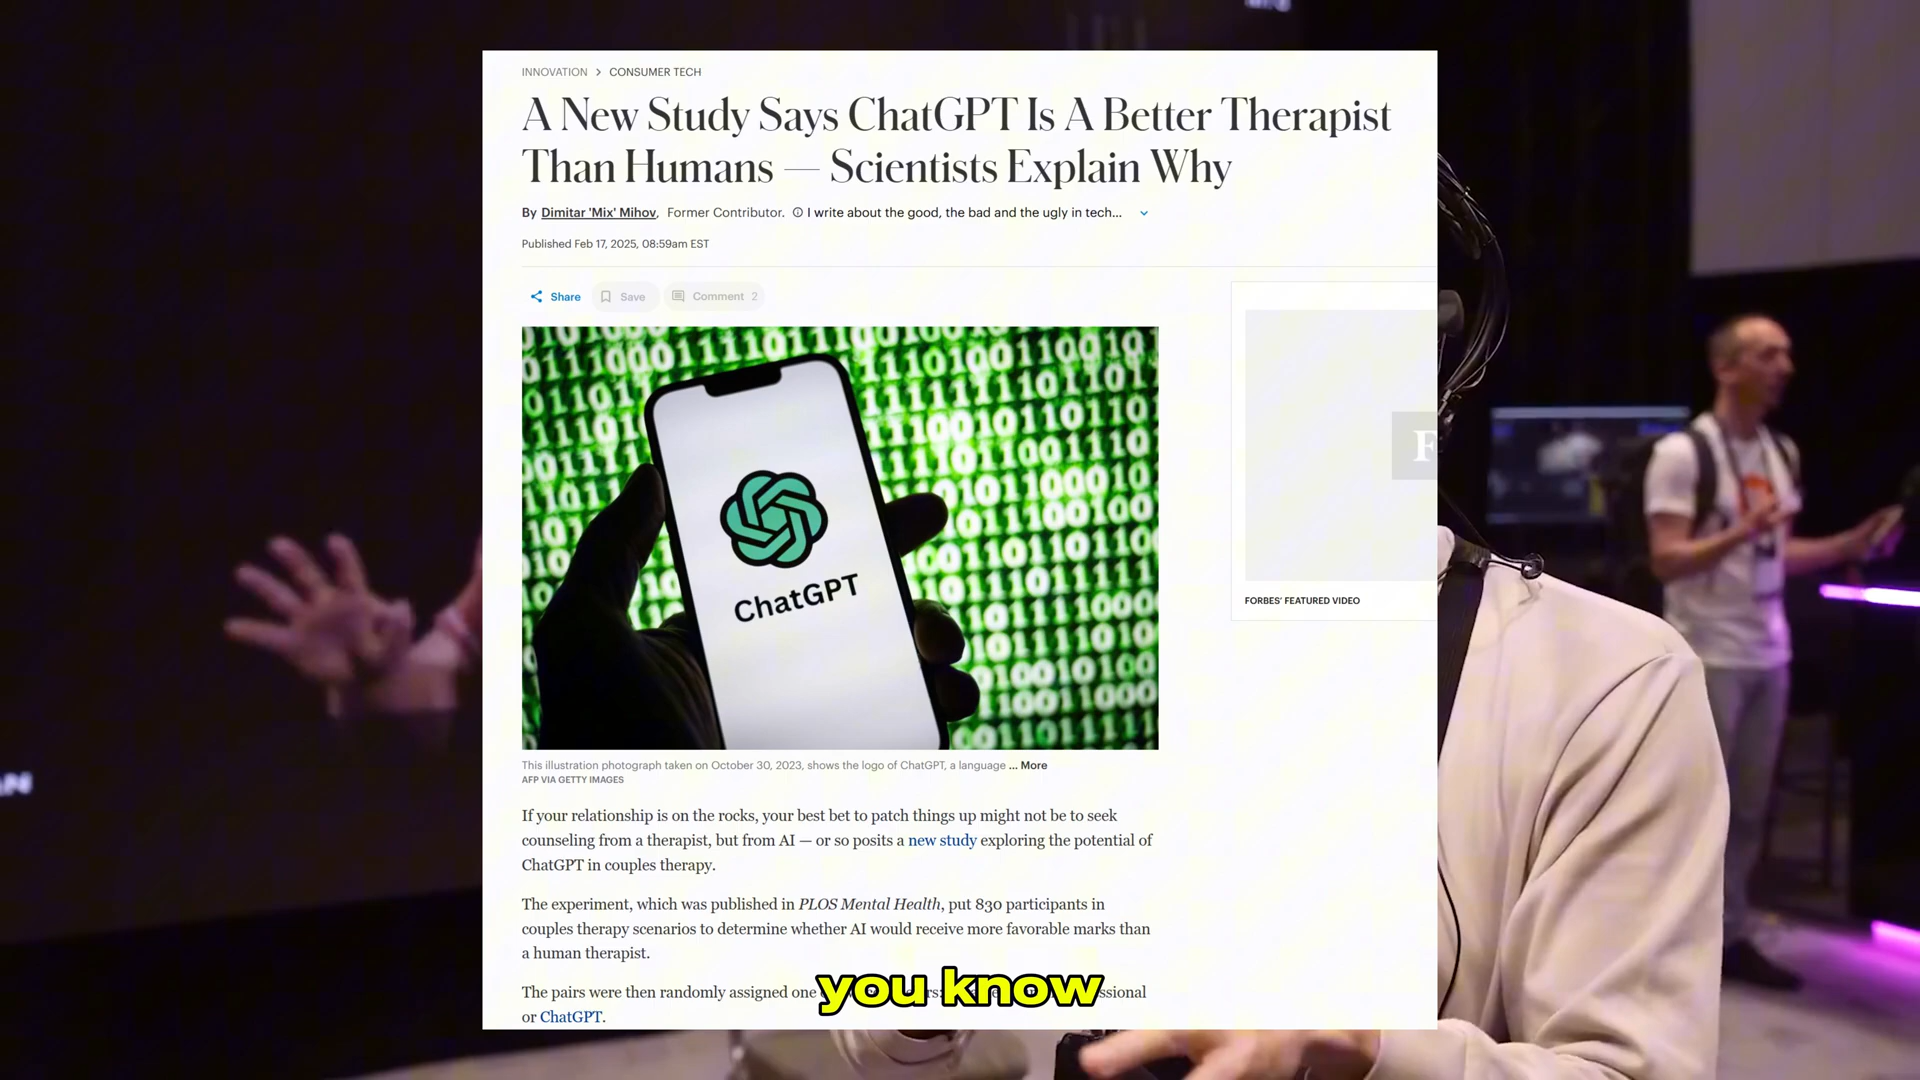 INNOVATION > CONSUMER TECH
A New Study Says ChatGPT Is A Better Therapist
Than Humans — Scientists Explain Why
By Dimitar 'Mix' Mihov, Former Contributor. I write about the good, the bad and the ugly in tech...
Published Feb 17, 2025, 08:59am EST
Share Save Comment 2
ChatGPT
F
FORBES' FEATURED VIDEO
This illustration photograph taken on October 30, 2023, shows the logo of ChatGPT, a language ... More
AFP VIA GETTY IMAGES
If your relationship is on the rocks, your best bet to patch things up might not be to seek
counseling from a therapist, but from AI — or so posits a new study exploring the potential of
ChatGPT in couples therapy.
The experiment, which was published in PLOS Mental Health, put 830 participants in
couples therapy scenarios to determine whether AI would receive more favorable marks than
a human therapist.
The pairs were then randomly assigned one
or ChatGPT.
you know